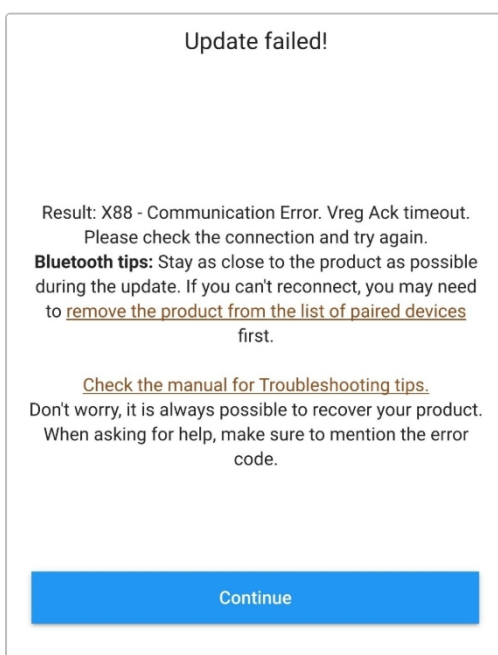 Update failed!
Result: X88 - Communication Error. Vreg Ack timeout.
Please check the connection and try again.
Bluetooth tips: Stay as close to the product as possible
during the update. If you can't reconnect, you may need
to remove the product from the list of paired devices
first.
Check the manual for Troubleshooting tips.
Don't worry, it is always possible to recover your product.
When asking for help, make sure to mention the error
code.
Continue